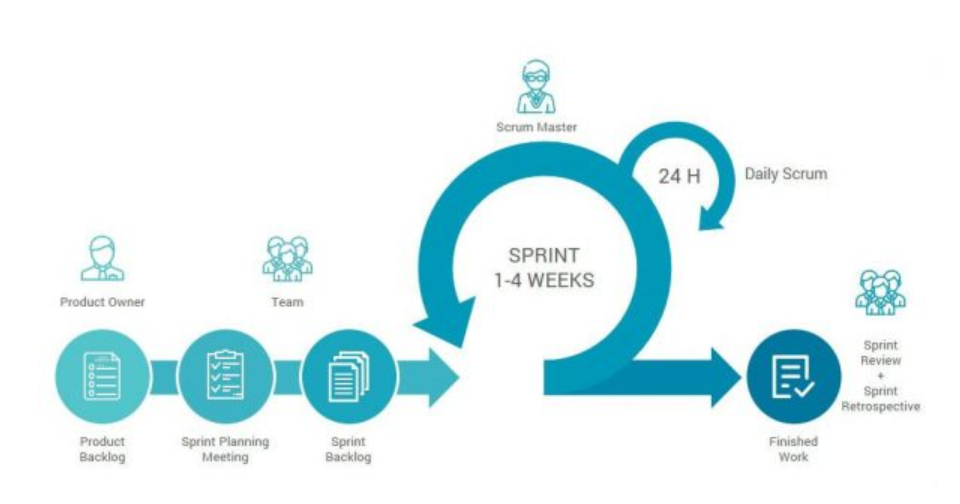 Scrum Master
24 H
Daily Scrum
SPRINT
1-4 WEEKS
Product Owner
Team
Product
Backlog
Sprint Planning
Meeting
Sprint
Backlog
Finished
Work
Sprint
Review
+
Sprint
Retrospective